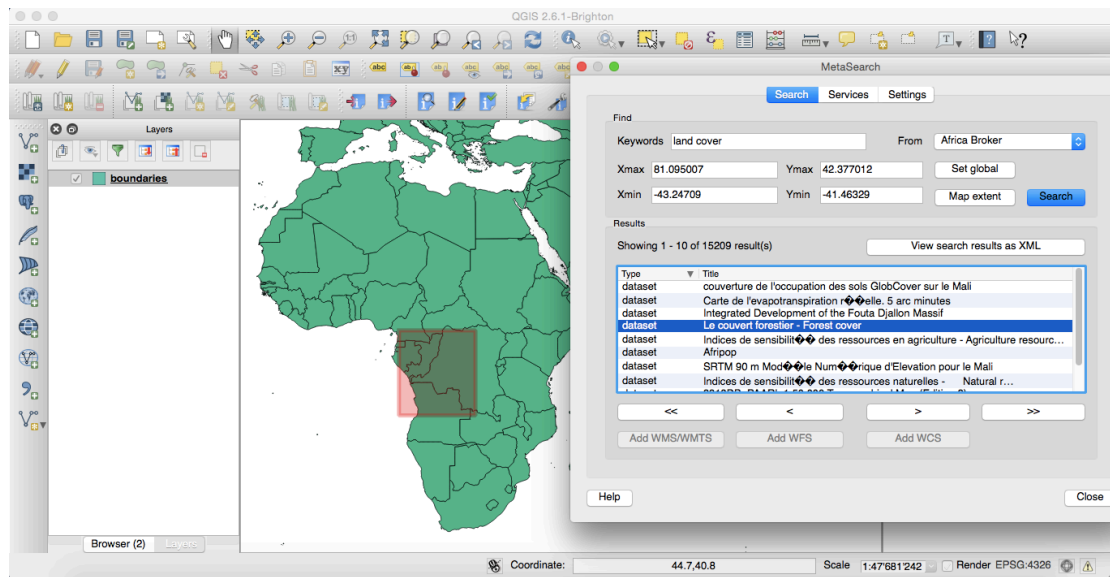 QGIS 2.6.1-Brighton
MetaSearch
Search Services Settings
Find
Keywords land cover From Africa Broker
Xmax 81.095007 Ymax 42.377012 Set global
Xmin -43.24709 Ymin -41.46329 Map extent Search
Results
Showing 1 - 10 of 15209 result(s) View search results as XML
Type Title
dataset couverture de l'occupation des sols GlobCover sur le Mali
dataset Carte de l'evapotranspiration r��elle. 5 arc minutes
dataset Integrated Development of the Fouta Djallon Massif
dataset Le couvert forestier - Forest cover
dataset Indices de sensibilit�� des ressources en agriculture - Agriculture resourc...
dataset Afripop
dataset SRTM 90 m Mod��le Num��rique d'Elevation pour le Mali
dataset Indices de sensibilit�� des ressources naturelles - Natural r...
<< < > >>
Add WMS/WMTS Add WFS Add WCS
Help Close
Layers
boundaries
Browser (2) Layers
Coordinate: 44.7,40.8 Scale 1:47'681'242 Render EPSG:4326